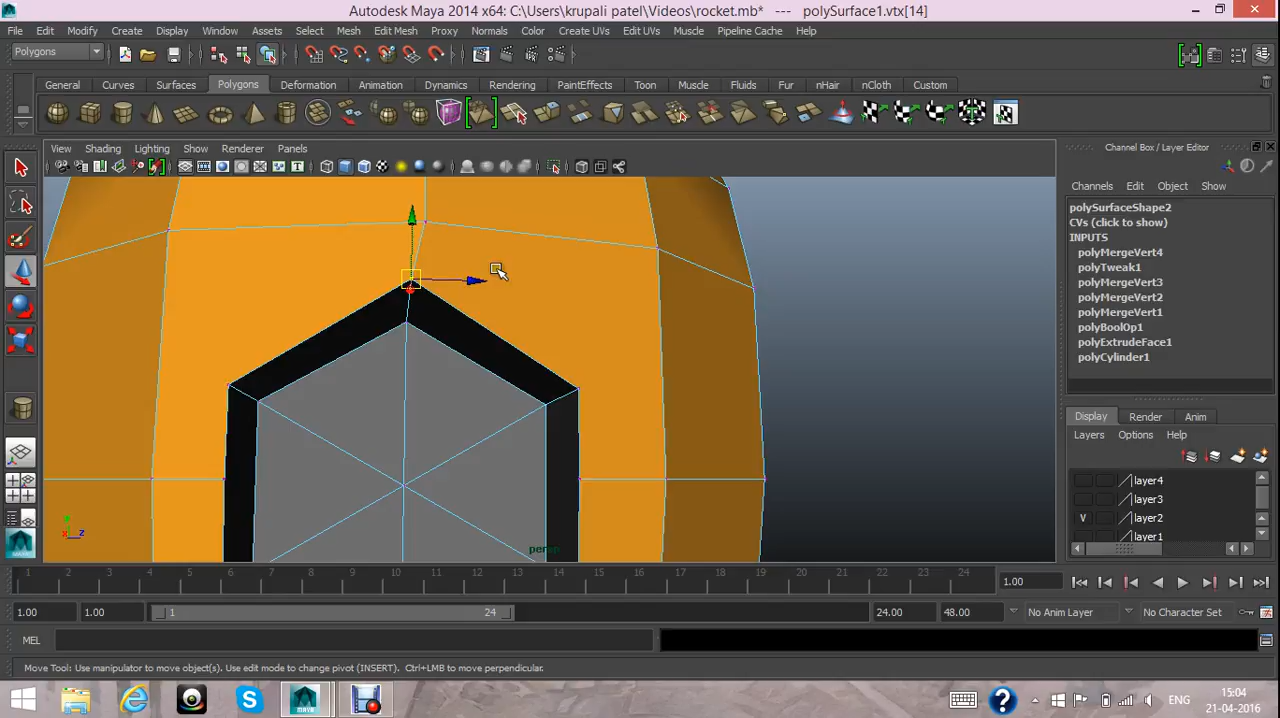 Autodesk Maya 2014 x64: C:\Users\krupali patel\Videos\rocket.mb* --- polySurface1.vtx[14]
File Edit Modify Create Display Window Assets Select Mesh Edit Mesh Proxy Normals Color Create UVs Edit UVs Muscle Pipeline Cache Help
Polygons
General Curves Surfaces Polygons Deformation Animation Dynamics Rendering PaintEffects Toon Muscle Fluids Fur nHair nCloth Custom
View Shading Lighting Show Renderer Panels
Channel Box / Layer Editor
Channels Edit Object Show
polySurfaceShape2
CVs (click to show)
INPUTS
polyMergeVert4
polyTweak1
polyMergeVert3
polyMergeVert2
polyMergeVert1
polyBoolOp1
polyExtrudeFace1
polyCylinder1
Display Render Anim
Layers Options Help
layer4
layer3
V layer2
layer1
y
x z
persp
1 2 3 4 5 6 7 8 9 10 11 12 13 14 15 16 17 18 19 20 21 22 23 24 1.00
1.00 1.00 1 24 24.00 48.00 No Anim Layer No Character Set
MEL
Move Tool: Use manipulator to move object(s). Use edit mode to change pivot (INSERT). Ctrl+LMB to move perpendicular.
ENG
15:04
21-04-2016